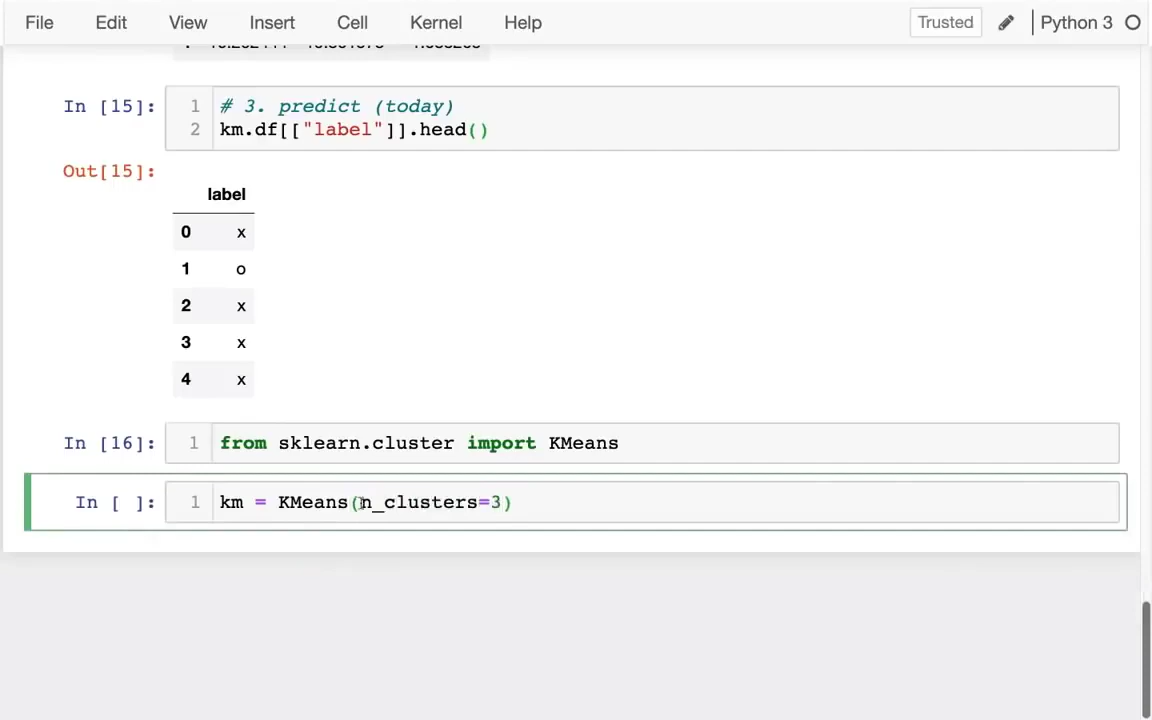 File Edit View Insert Cell Kernel Help Trusted Python 3
In [15]: 1 # 3. predict (today)
2 km.df[["label"]].head()
Out[15]:
label
0 x
1 o
2 x
3 x
4 x
In [16]: 1 from sklearn.cluster import KMeans
In [ ]: 1 km = KMeans(n_clusters=3)